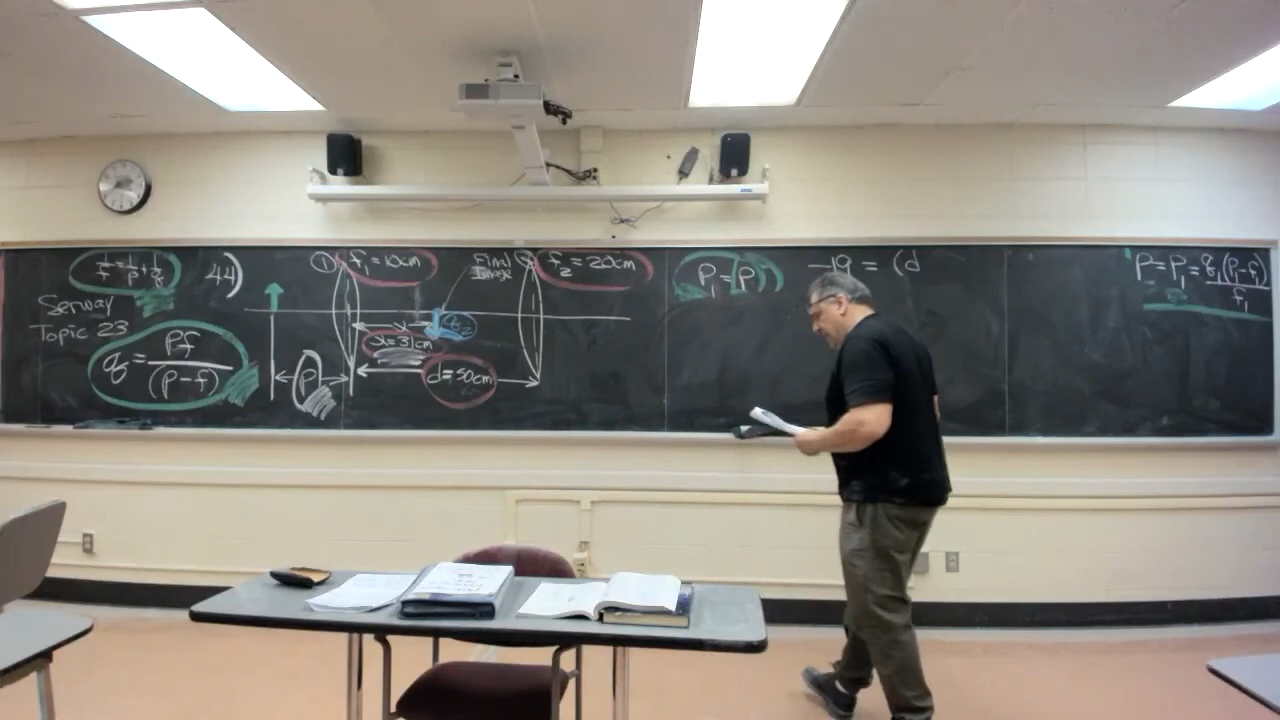 1/f = 1/p + 1/q
Serway
Topic 23
q = pf/(p-f)
44)
① f₁ = 10cm
Final
Image
f₂ = 20cm
x
q₂
x = 31cm
d = 50cm
p
P₁ = P
-19 = (d
P = P₁ = q₁(P₁-f₁)/f₁